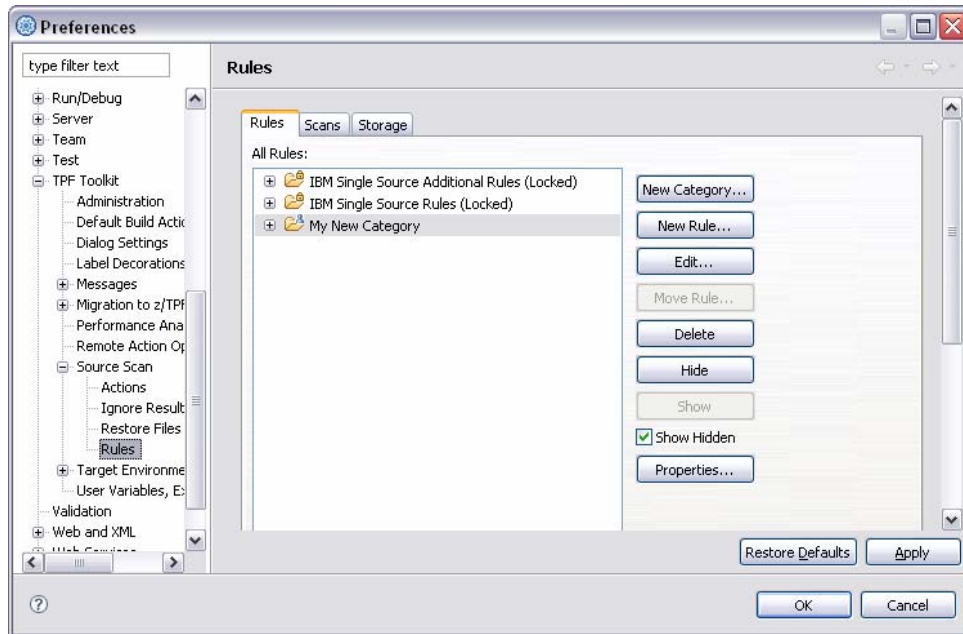 Preferences
type filter text
Run/Debug
Server
Team
Test
TPF Toolkit
Administration
Default Build Actic
Dialog Settings
Label Decorations
Messages
Migration to z/TPF
Performance Ana
Remote Action Op
Source Scan
Actions
Ignore Result
Restore Files
Rules
Target Environme
User Variables, Ex
Validation
Web and XML
Rules
Rules Scans Storage
All Rules:
IBM Single Source Additional Rules (Locked)
IBM Single Source Rules (Locked)
My New Category
New Category...
New Rule...
Edit...
Move Rule...
Delete
Hide
Show
Show Hidden
Properties...
Restore Defaults Apply
? OK Cancel